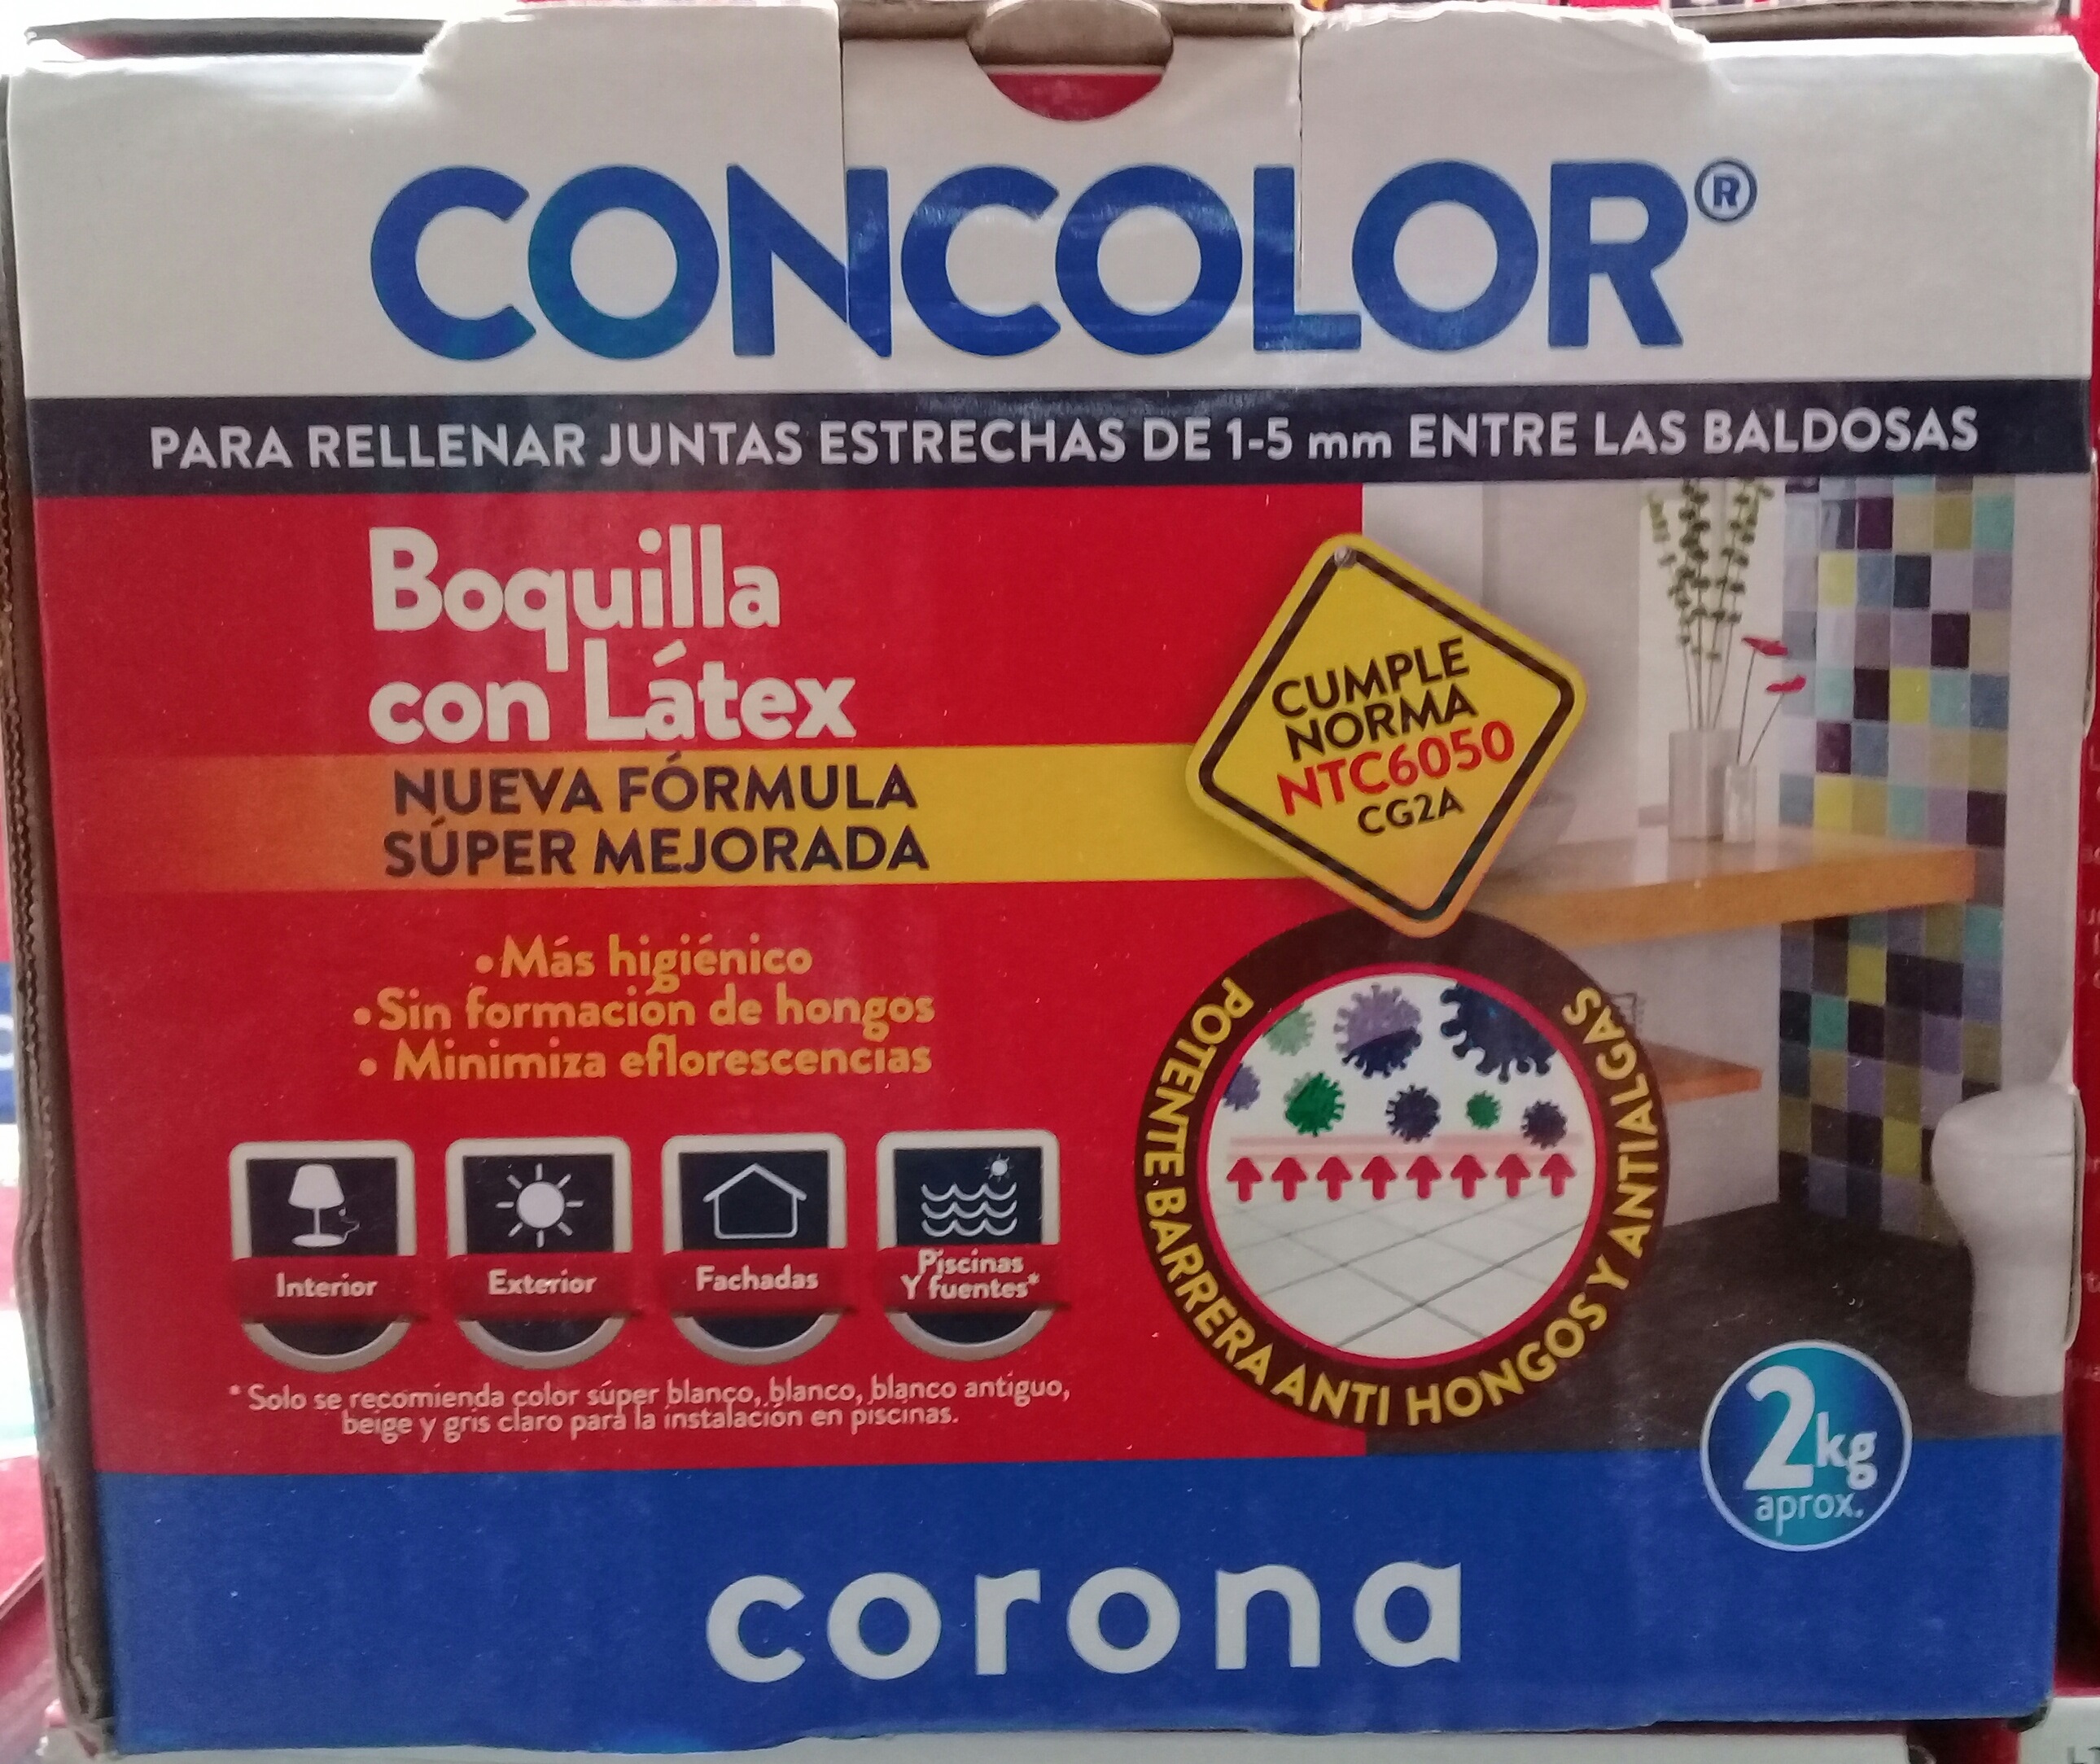 CONCOLOR®
PARA RELLENAR JUNTAS ESTRECHAS DE 1-5 mm ENTRE LAS BALDOSAS
Boquilla
con Látex
NUEVA FÓRMULA
SÚPER MEJORADA
CUMPLE
NORMA
NTC6050
CG2A
•Más higiénico
•Sin formación de hongos
• Minimiza eflorescencias
POTENTE BARRERA ANTI HONGOS Y ANTIALGAS
Interior
Exterior
Fachadas
Piscinas
Y fuentes*
* Solo se recomienda color súper blanco, blanco, blanco antiguo,
beige y gris claro para la instalación en piscinas.
2kg
aprox.
corona